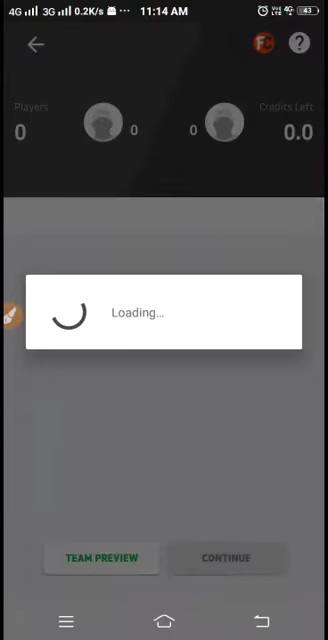 4G 3G 0.2K/s ... 11:14 AM VoI LTE 4G 43
FC ?
Players Credits Left
0 0 0 0.0
Loading...
TEAM PREVIEW CONTINUE